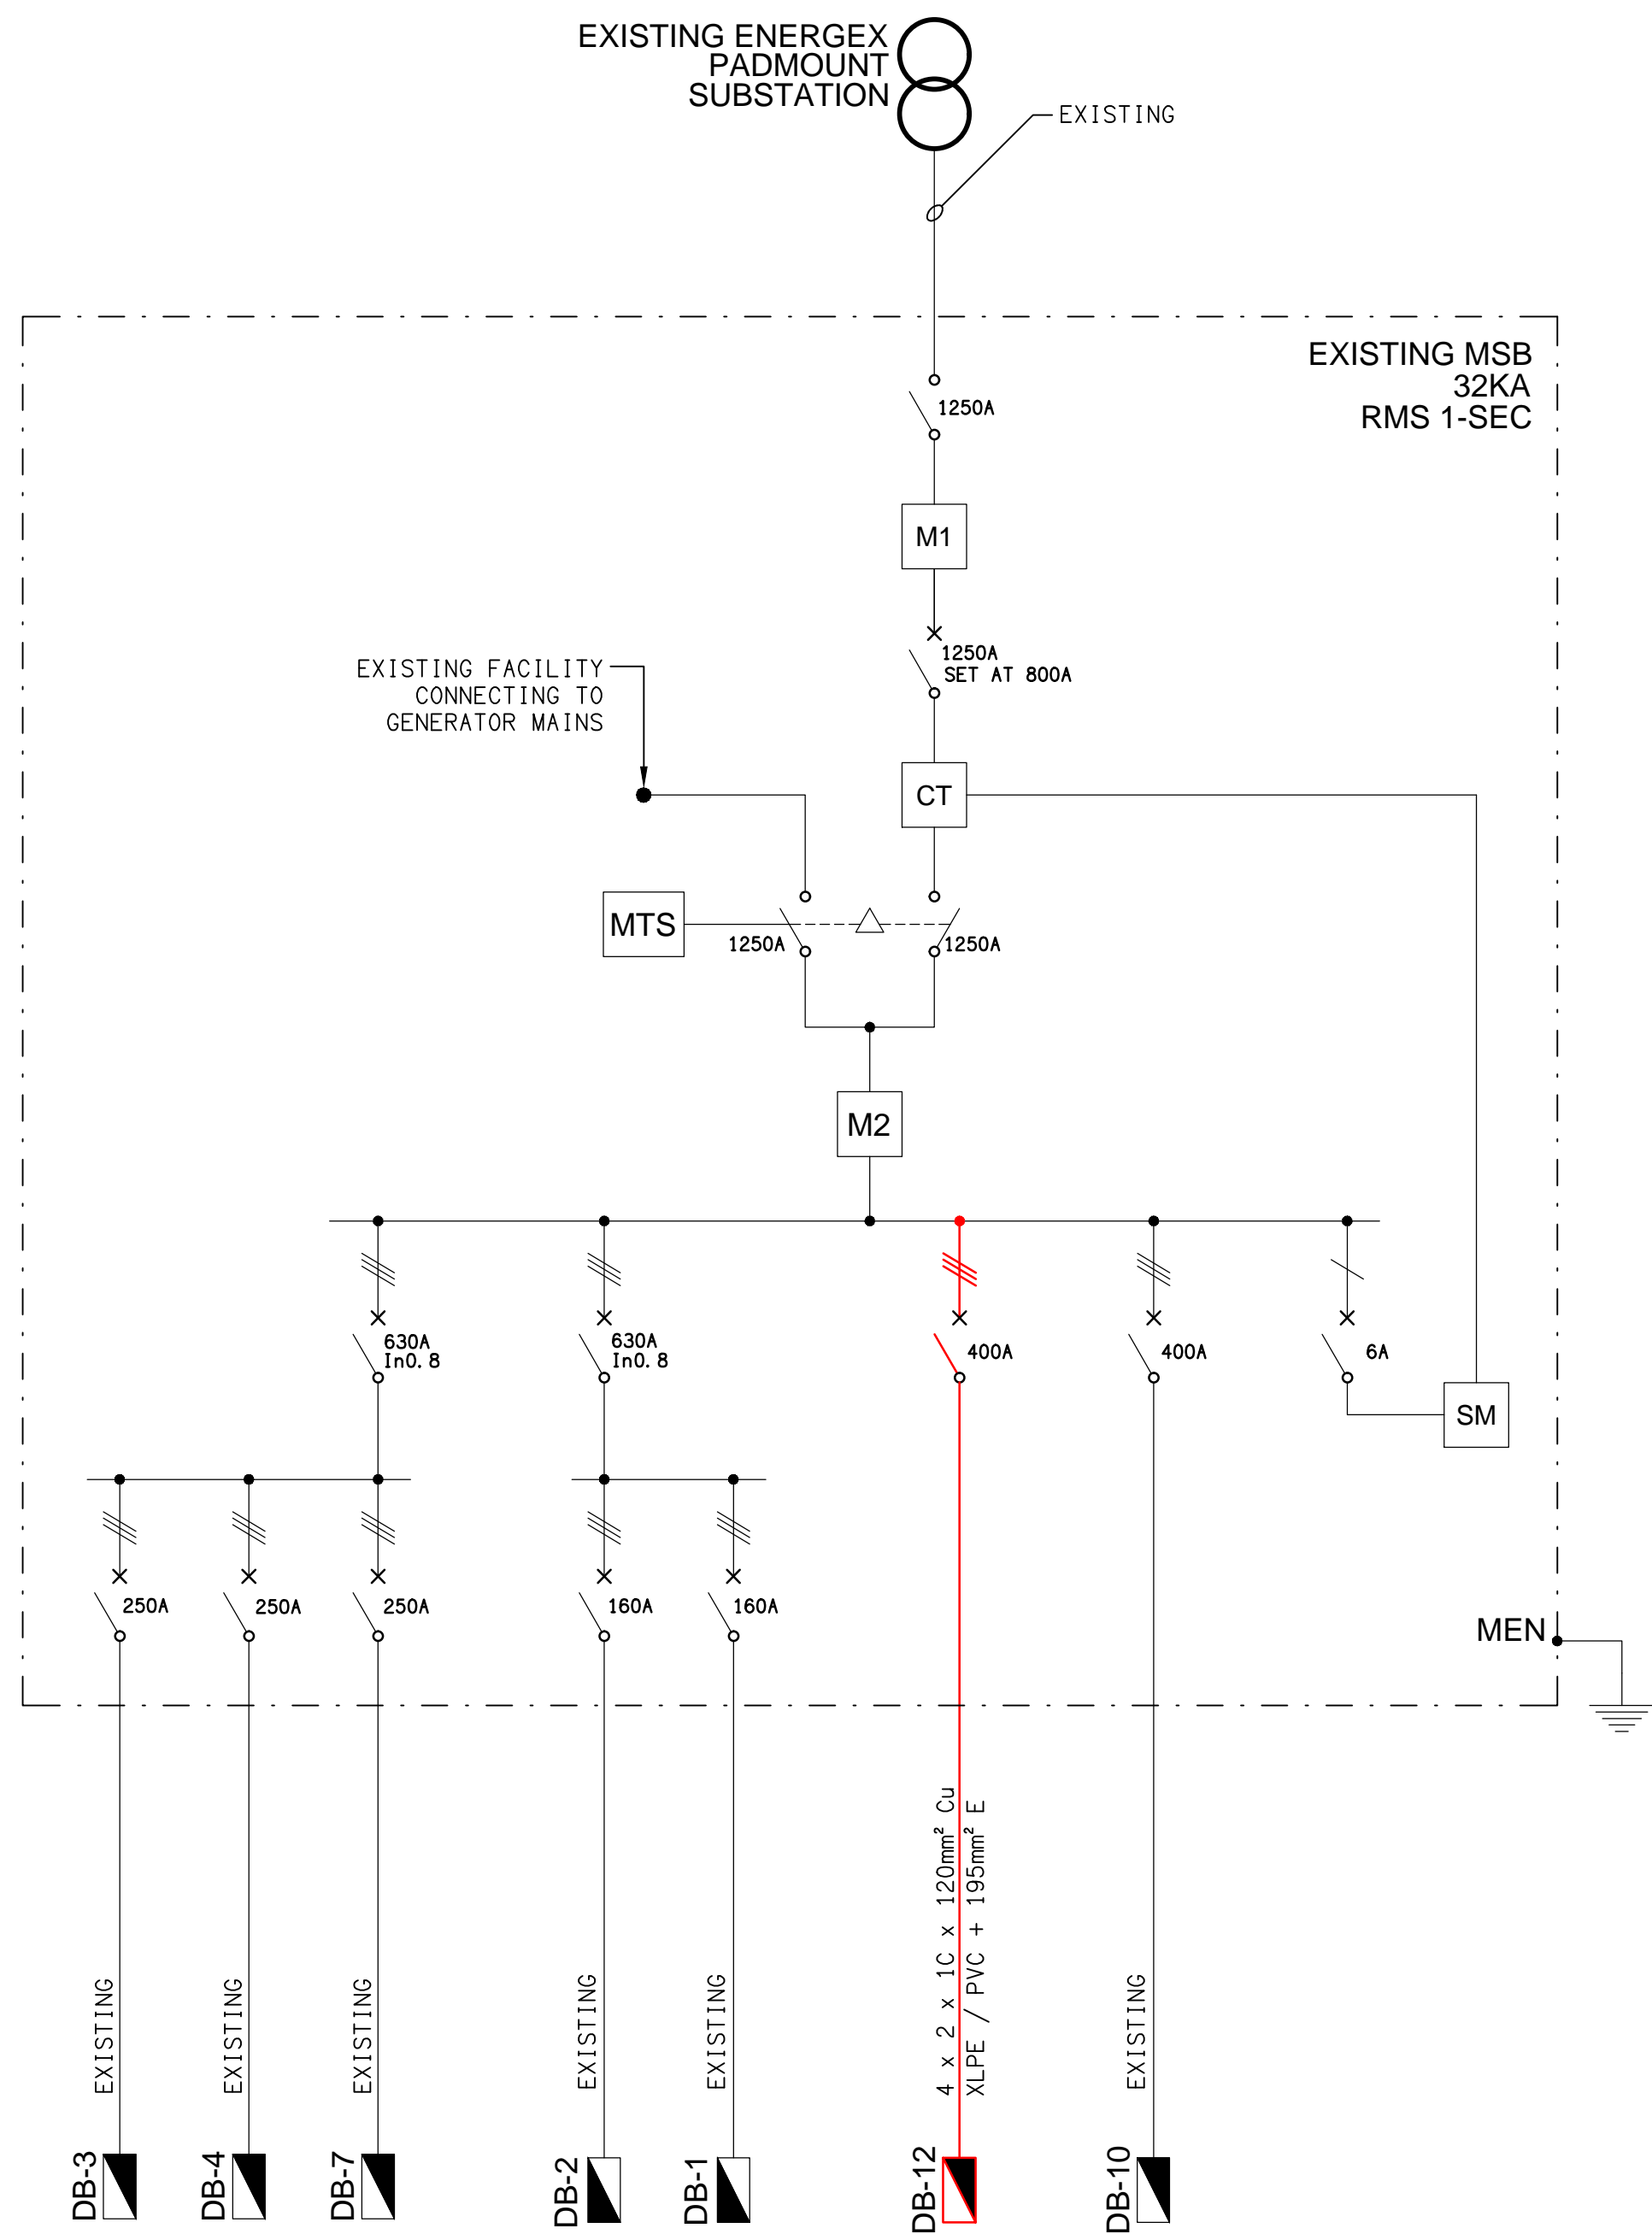 EXISTING ENERGEX
PADMOUNT
SUBSTATION
EXISTING
EXISTING MSB
32KA
RMS 1-SEC
1250A
M1
1250A
SET AT 800A
EXISTING FACILITY
CONNECTING TO
GENERATOR MAINS
CT
MTS
1250A
1250A
M2
630A
In0.8
630A
In0.8
400A
400A
6A
SM
250A
250A
250A
160A
160A
MEN
EXISTING
EXISTING
EXISTING
EXISTING
EXISTING
4 x 2 x 1C x 120mm² Cu
XLPE / PVC + 195mm² E
EXISTING
DB-3
DB-4
DB-7
DB-2
DB-1
DB-12
DB-10